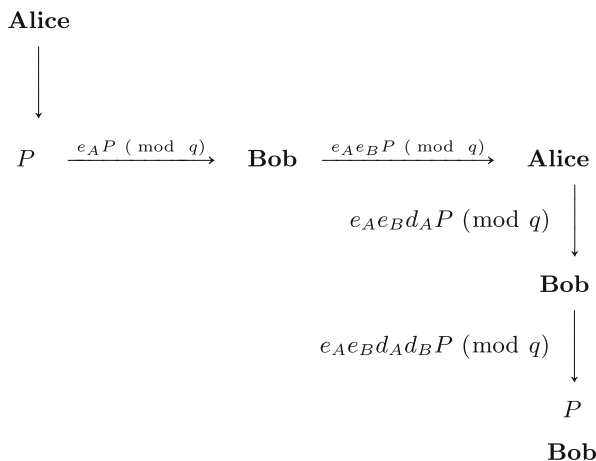 Alice
P e_A P ( mod q) Bob e_A e_B P ( mod q) Alice
e_A e_B d_A P (mod q)
Bob
e_A e_B d_A d_B P (mod q)
P
Bob